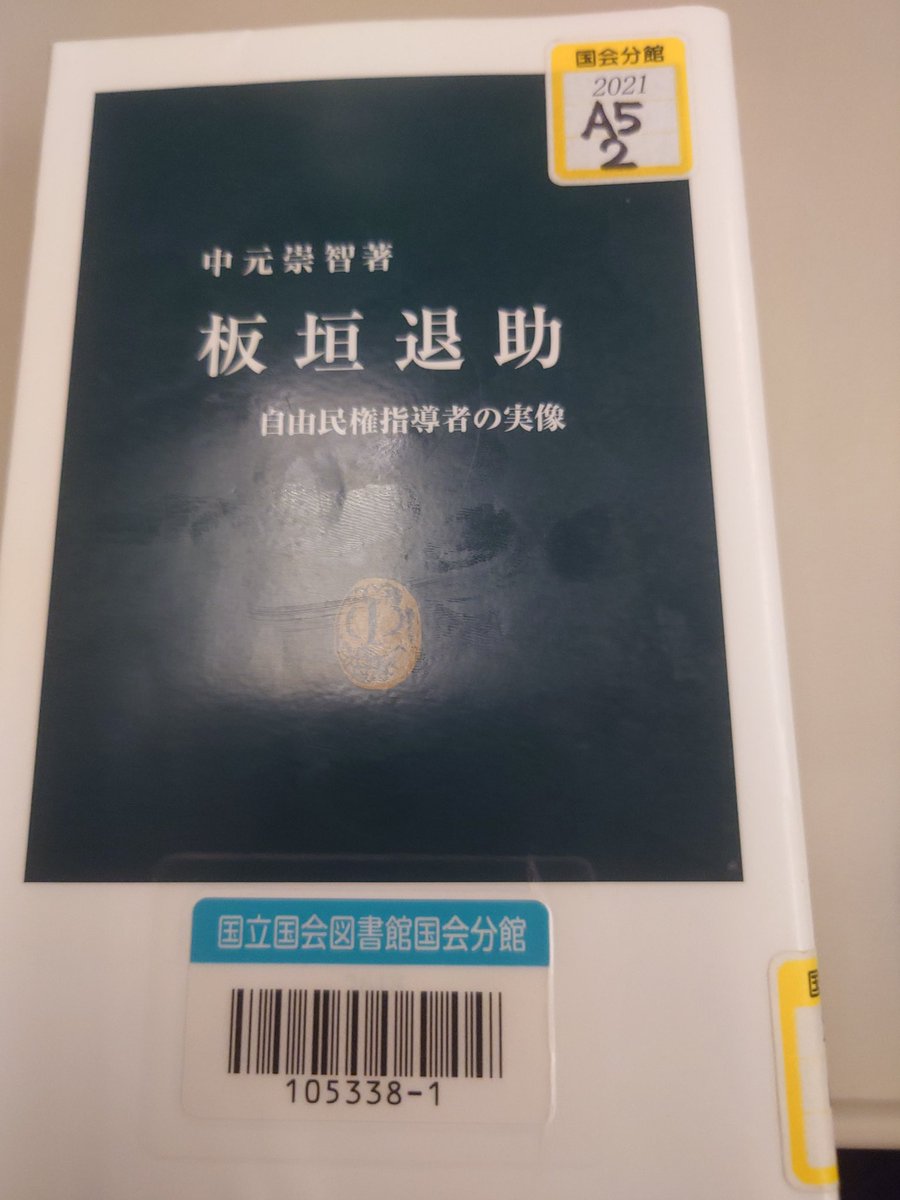 国会分館
2021
A5
2
中元崇智著
板垣退助
自由民権指導者の実像
国立国会図書館国会分館
105338-1